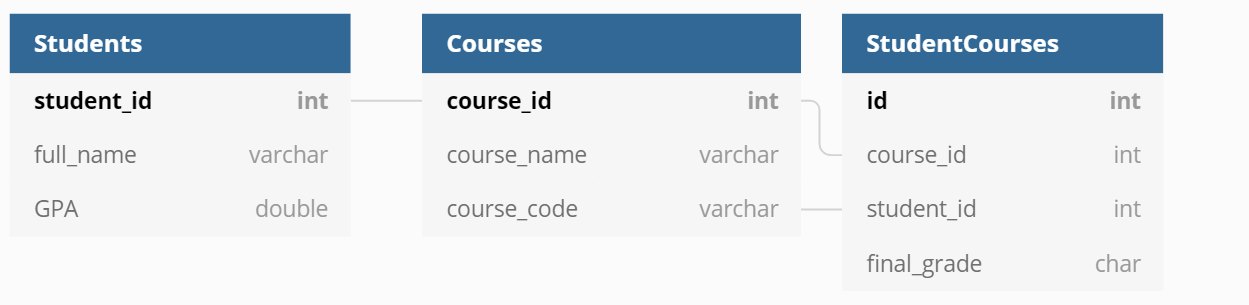 Students
student_id int
full_name varchar
GPA double
Courses
course_id int
course_name varchar
course_code varchar
StudentCourses
id int
course_id int
student_id int
final_grade char